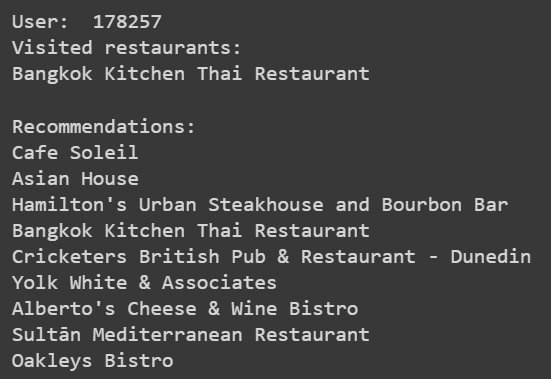 User:  178257
Visited restaurants:
Bangkok Kitchen Thai Restaurant
Recommendations:
Cafe Soleil
Asian House
Hamilton's Urban Steakhouse and Bourbon Bar
Bangkok Kitchen Thai Restaurant
Cricketers British Pub & Restaurant - Dunedin
Yolk White & Associates
Alberto's Cheese & Wine Bistro
Sultān Mediterranean Restaurant
Oakleys Bistro